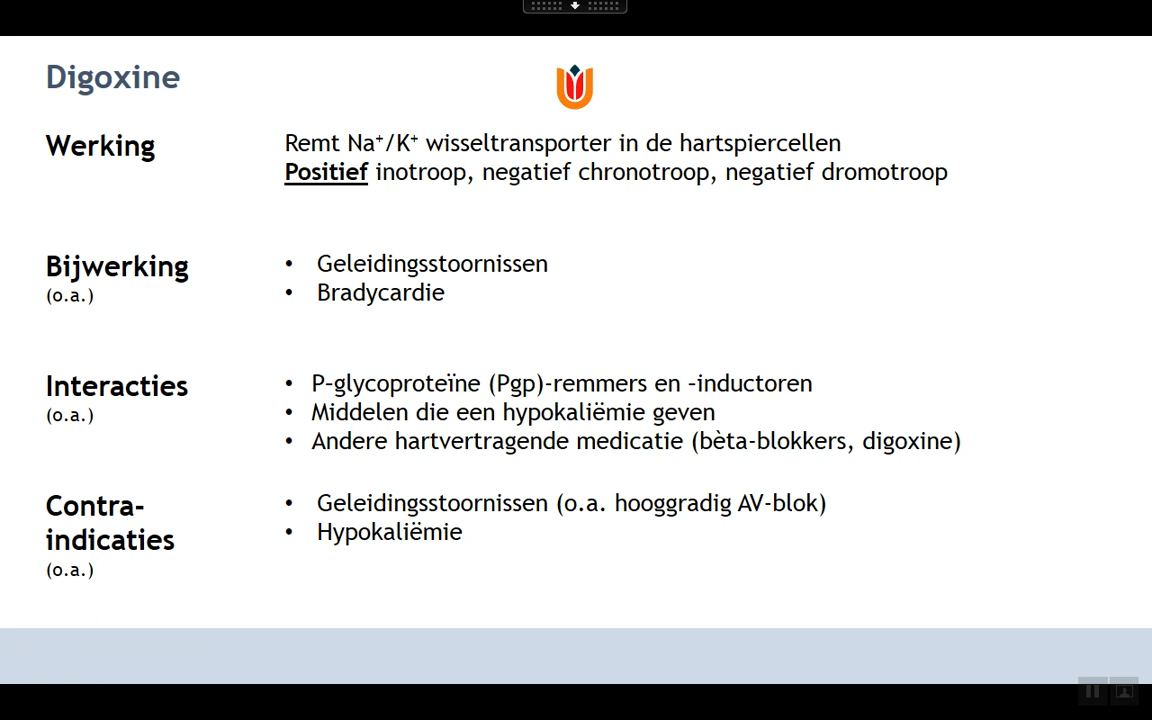 Digoxine
Werking
Remt Na⁺/K⁺ wisseltransporter in de hartspiercellen
Positief inotroop, negatief chronotroop, negatief dromotroop
Bijwerking
(o.a.)
• Geleidingsstoornissen
• Bradycardie
Interacties
(o.a.)
• P-glycoproteïne (Pgp)-remmers en –inductoren
• Middelen die een hypokaliëmie geven
• Andere hartvertragende medicatie (bèta-blokkers, digoxine)
Contra-
indicaties
(o.a.)
• Geleidingsstoornissen (o.a. hooggradig AV-blok)
• Hypokaliëmie